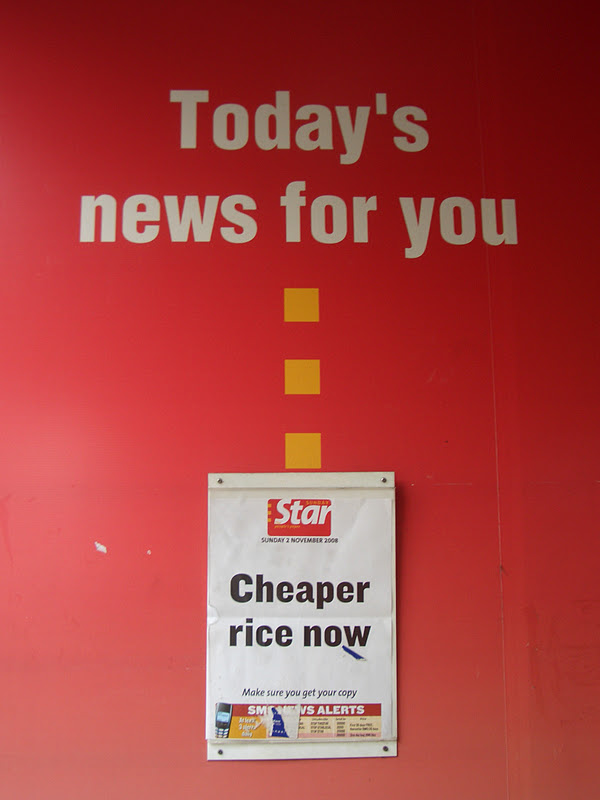 Today's
news for you
SUNDAY
Star
SUNDAY 2 NOVEMBER 2008
Cheaper
rice now
Make sure you get your copy
SMS NEWS ALERTS